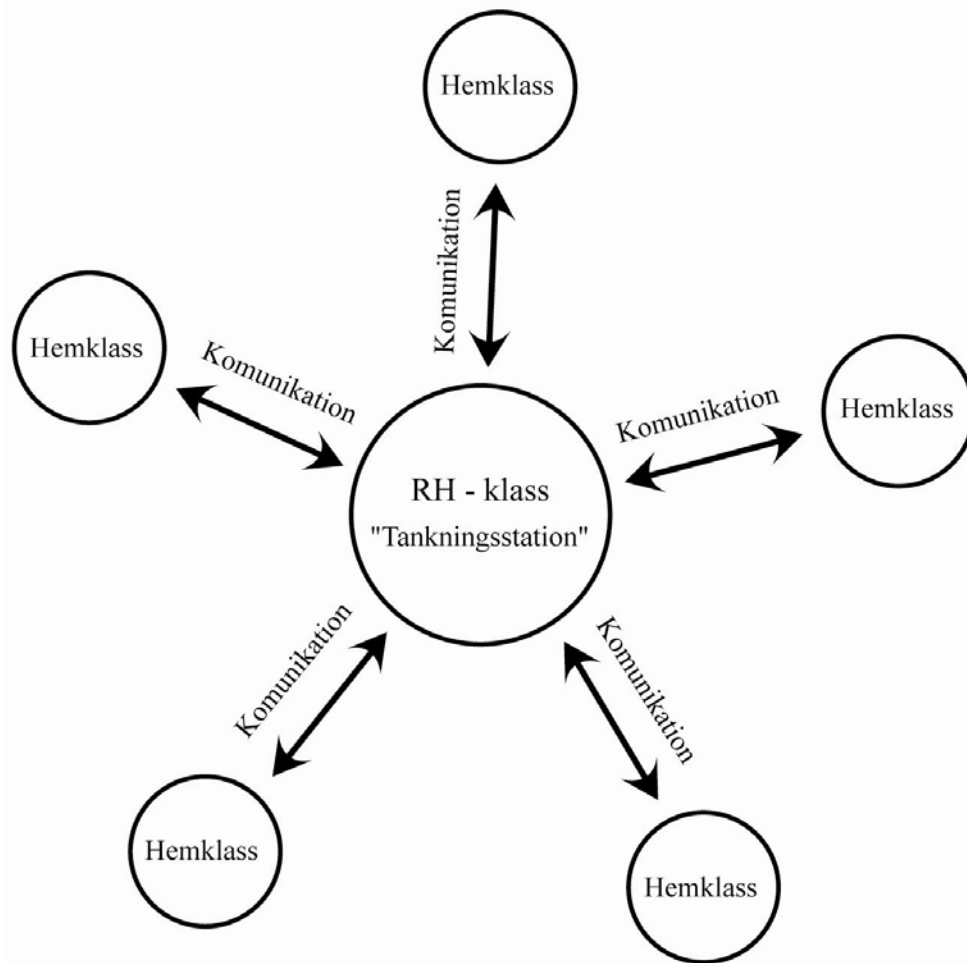 Hemklass
Komunikation
Hemklass
Komunikation
Komunikation
Hemklass
RH - klass
"Tankningsstation"
Komunikation
Komunikation
Hemklass
Hemklass